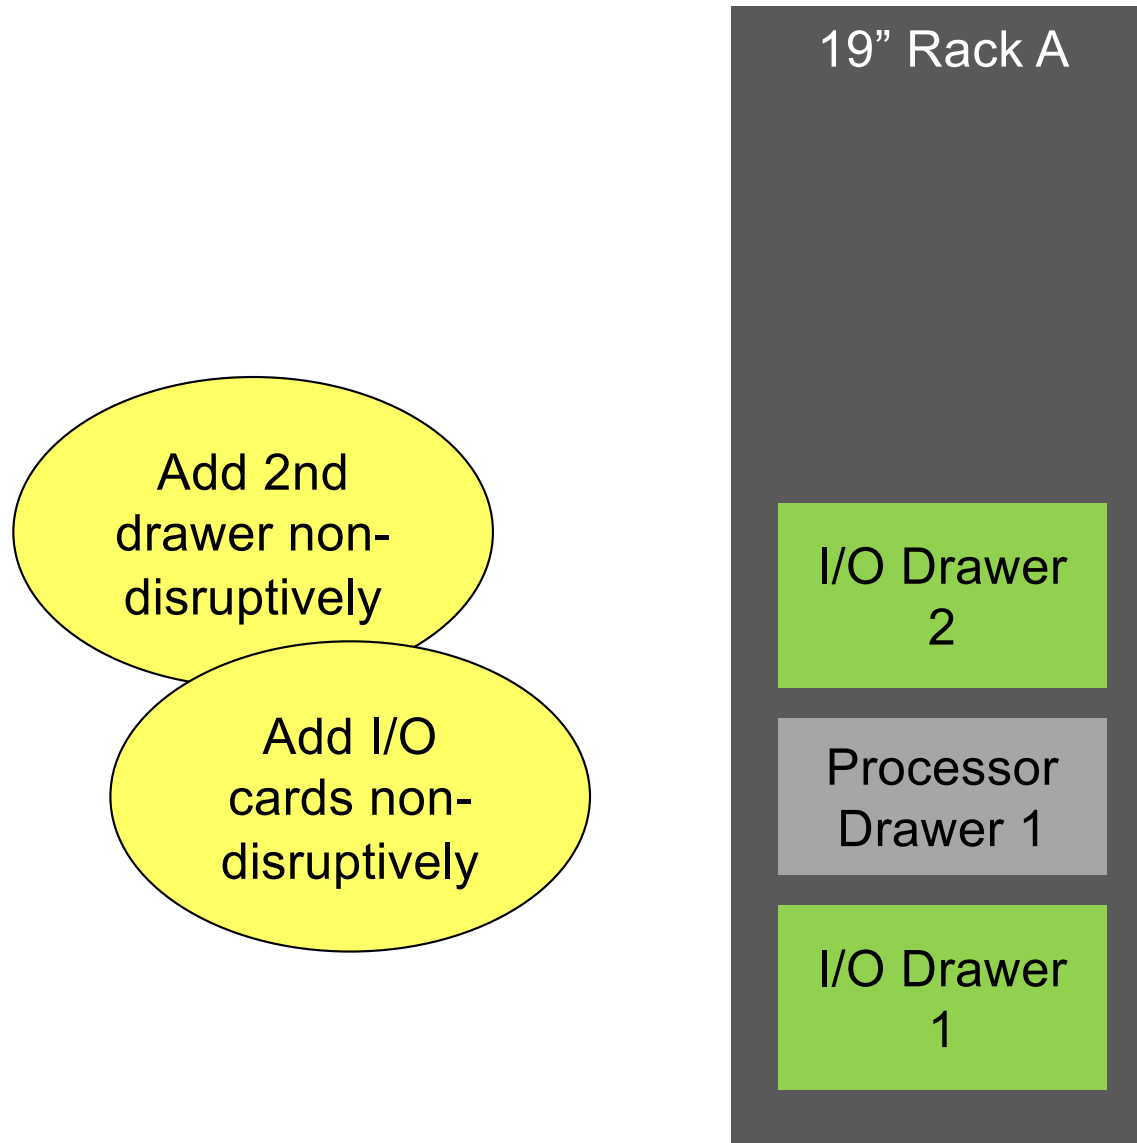 19” Rack A
Add 2nd
drawer non-
disruptively
Add I/O
cards non-
disruptively
I/O Drawer
2
Processor
Drawer 1
I/O Drawer
1